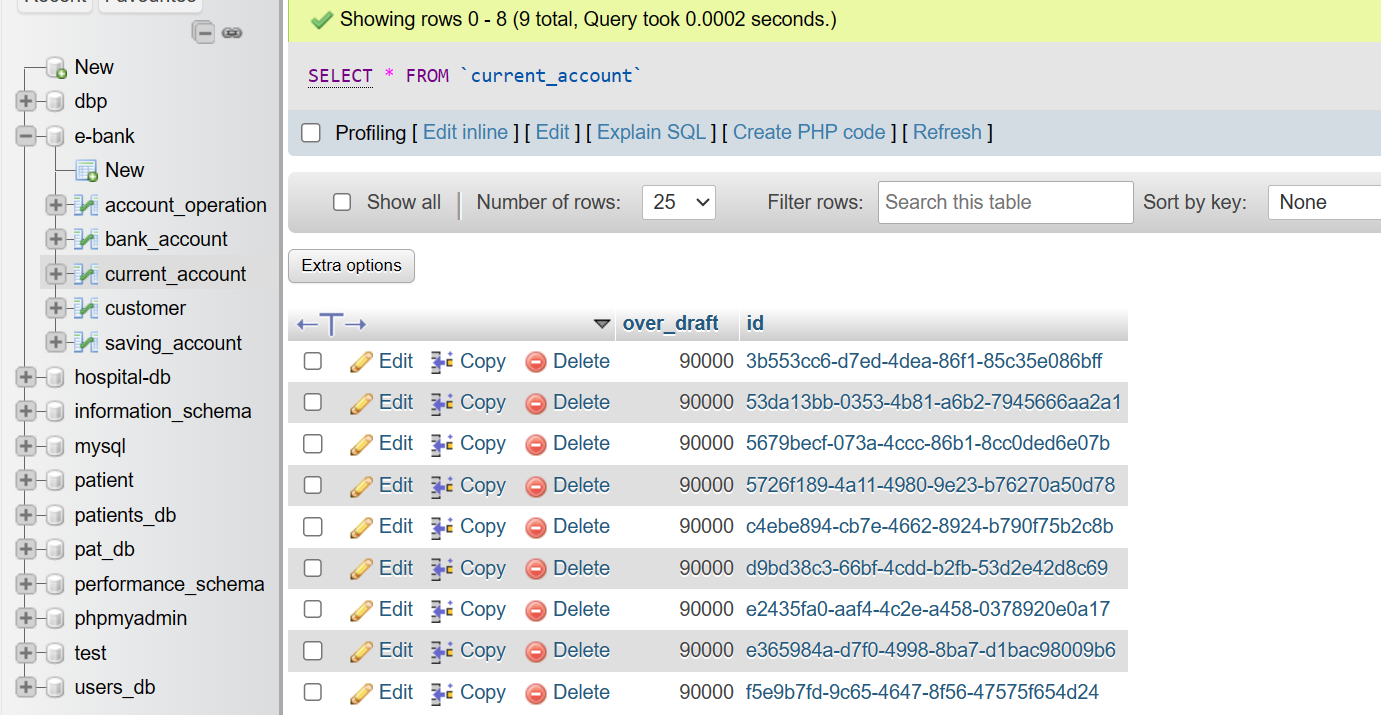 Recent Favourites
New
dbp
e-bank
New
account_operation
bank_account
current_account
customer
saving_account
hospital-db
information_schema
mysql
patient
patients_db
pat_db
performance_schema
phpmyadmin
test
users_db
Showing rows 0 - 8 (9 total, Query took 0.0002 seconds.)
SELECT * FROM `current_account`
Profiling [ Edit inline ] [ Edit ] [ Explain SQL ] [ Create PHP code ] [ Refresh ]
Show all Number of rows: 25 Filter rows: Search this table Sort by key: None
Extra options
over_draft id
Edit Copy Delete 90000 3b553cc6-d7ed-4dea-86f1-85c35e086bff
Edit Copy Delete 90000 53da13bb-0353-4b81-a6b2-7945666aa2a1
Edit Copy Delete 90000 5679becf-073a-4ccc-86b1-8cc0ded6e07b
Edit Copy Delete 90000 5726f189-4a11-4980-9e23-b76270a50d78
Edit Copy Delete 90000 c4ebe894-cb7e-4662-8924-b790f75b2c8b
Edit Copy Delete 90000 d9bd38c3-66bf-4cdd-b2fb-53d2e42d8c69
Edit Copy Delete 90000 e2435fa0-aaf4-4c2e-a458-0378920e0a17
Edit Copy Delete 90000 e365984a-d7f0-4998-8ba7-d1bac98009b6
Edit Copy Delete 90000 f5e9b7fd-9c65-4647-8f56-47575f654d24